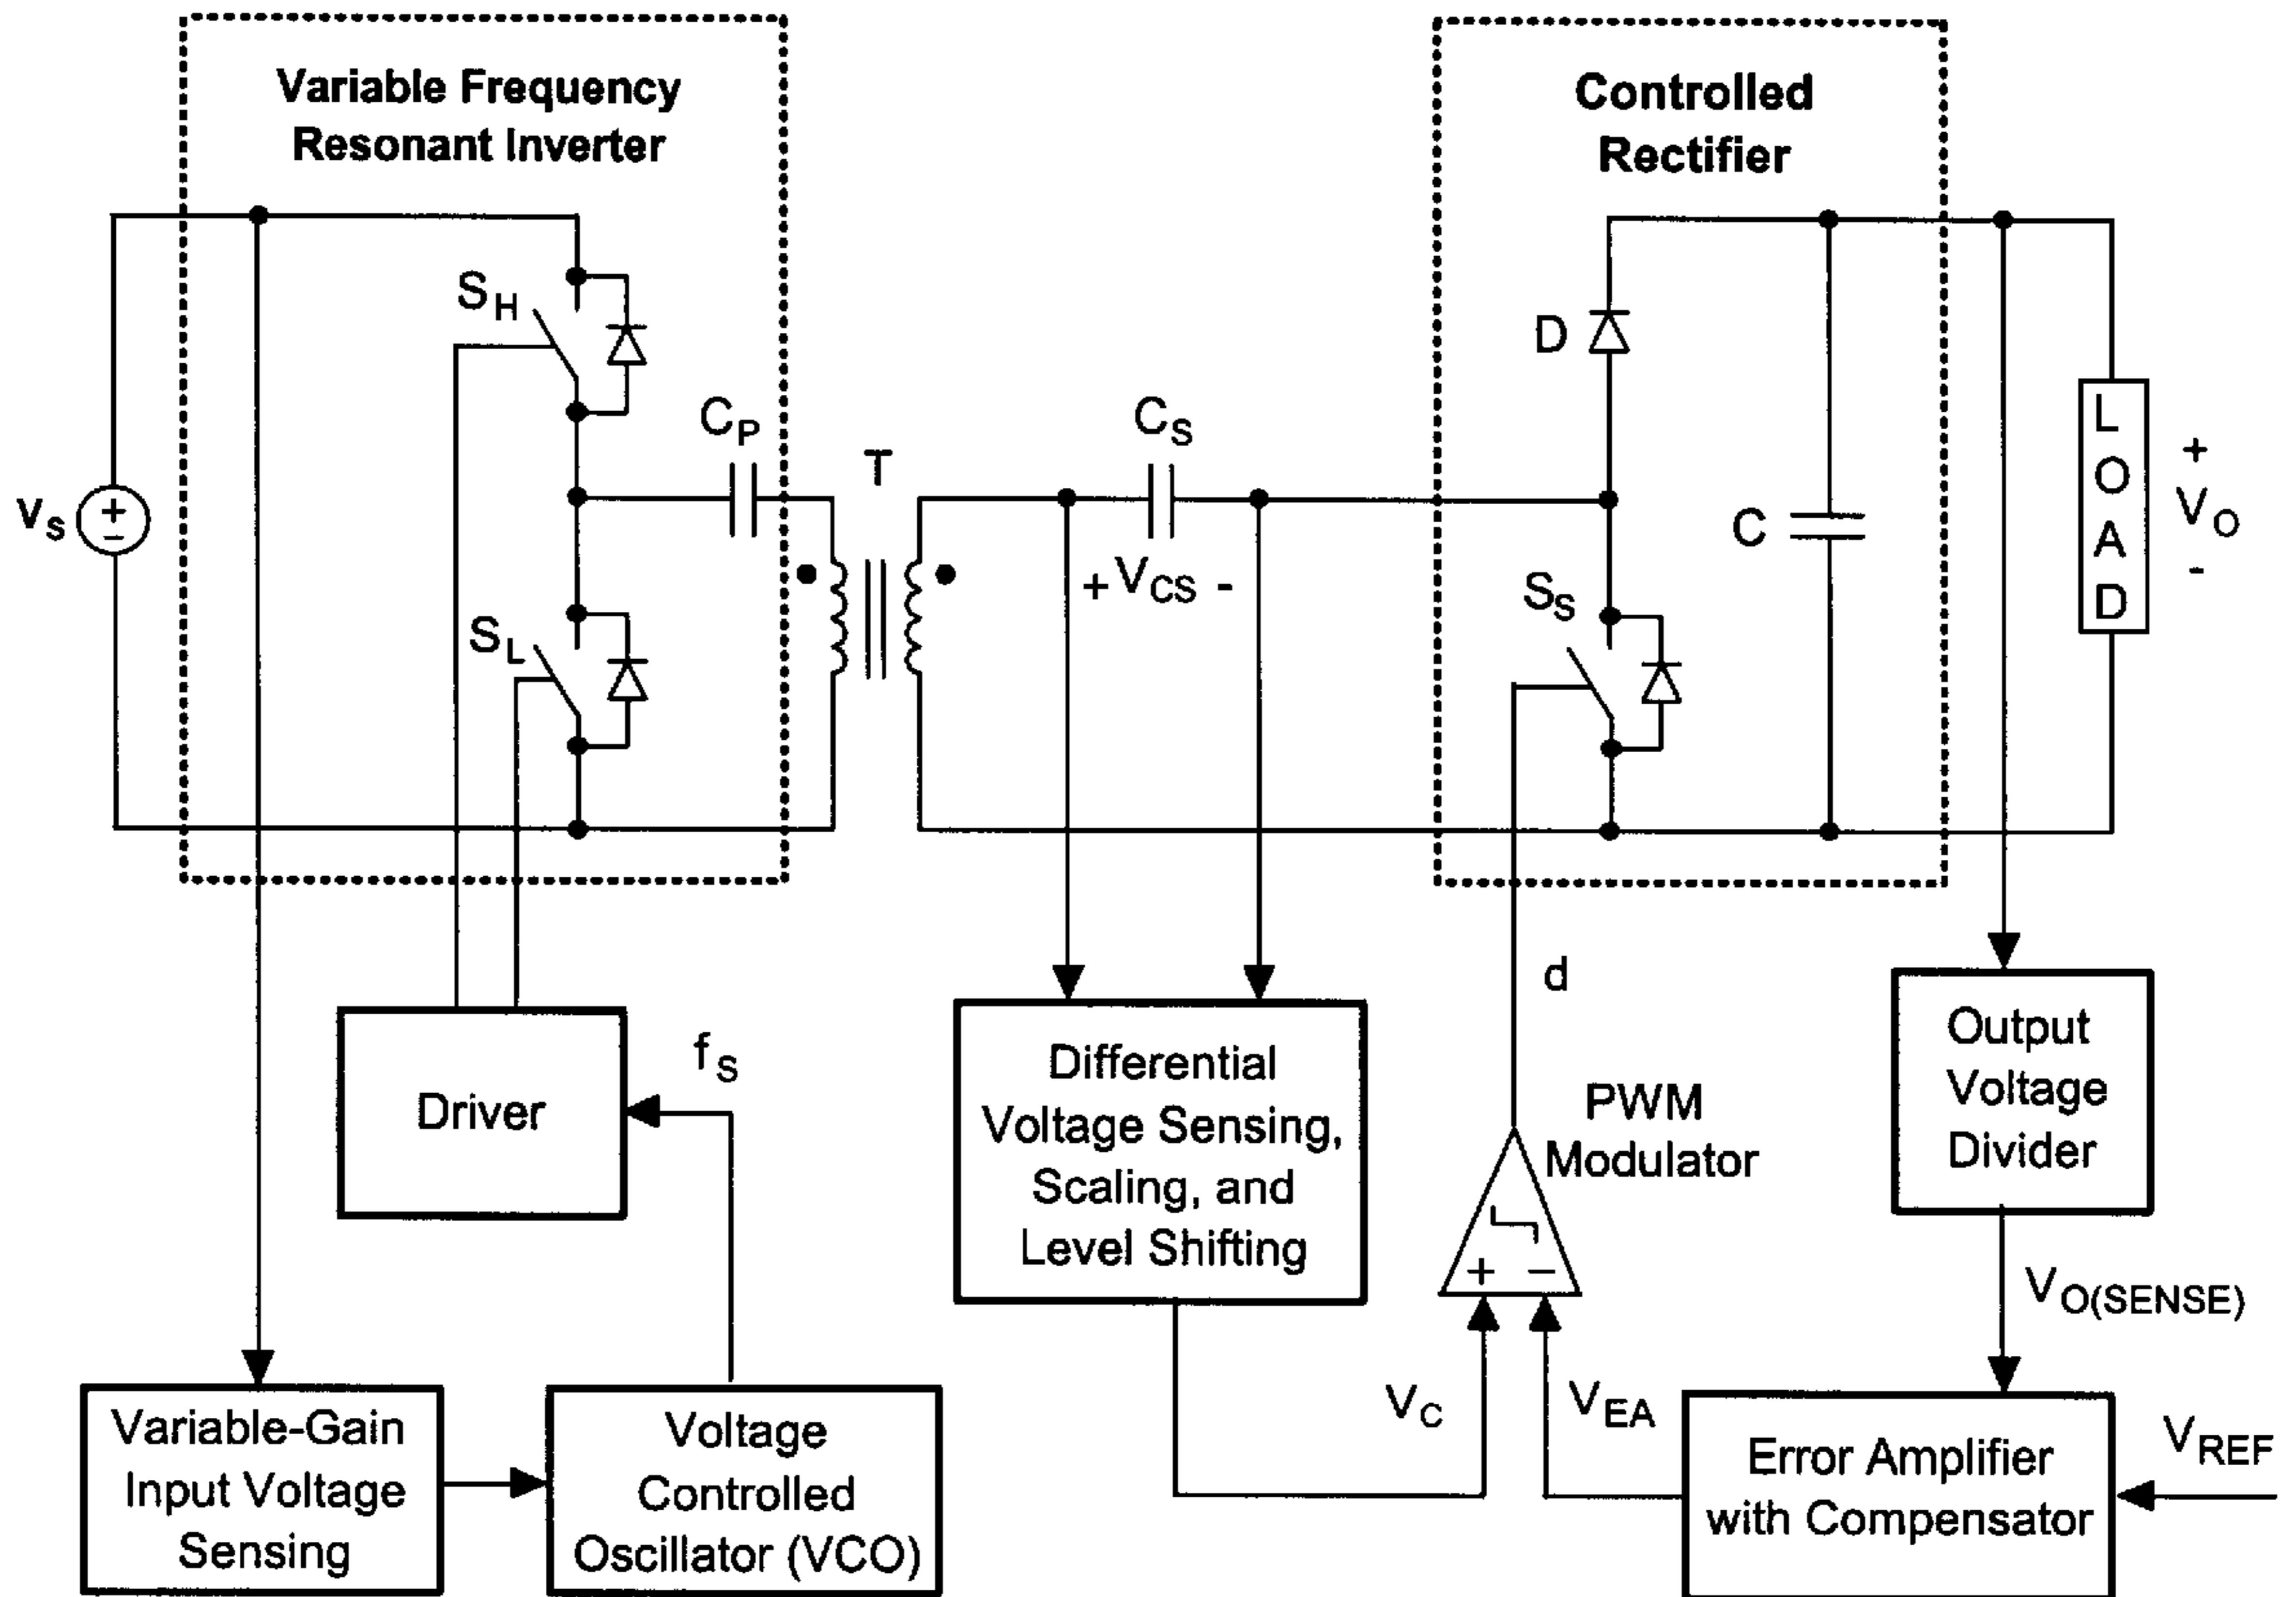 Variable Frequency
Resonant Inverter
Controlled
Rectifier
S_H
D
C_P
T
C_S
L
O
A
D
+
V_O
-
v_S
+
-
+ V_CS -
C
S_S
S_L
d
f_S
Driver
Differential
Voltage Sensing,
Scaling, and
Level Shifting
PWM
Modulator
+ -
Output
Voltage
Divider
V_O(SENSE)
V_C
V_EA
V_REF
Variable-Gain
Input Voltage
Sensing
Voltage
Controlled
Oscillator (VCO)
Error Amplifier
with Compensator